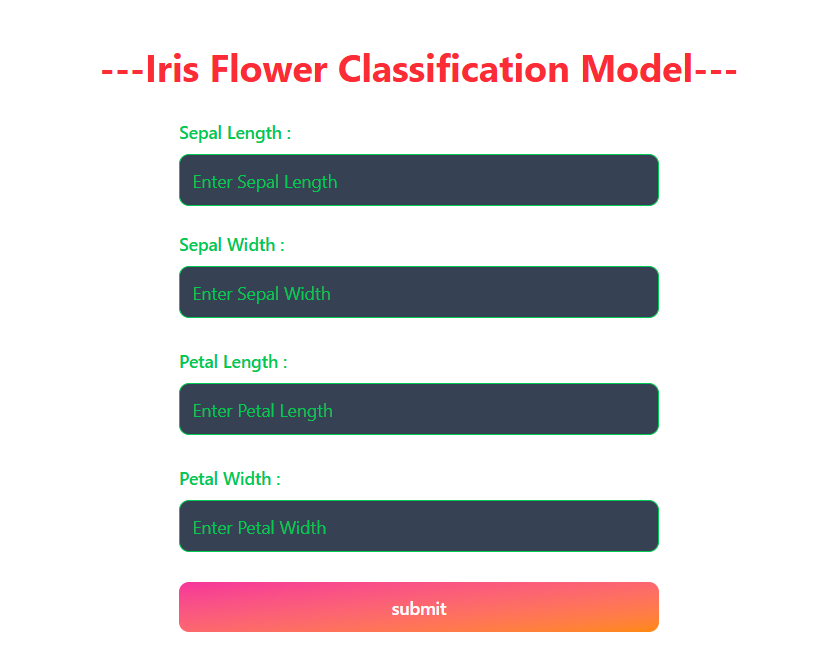 ---Iris Flower Classification Model---
Sepal Length :
Enter Sepal Length
Sepal Width :
Enter Sepal Width
Petal Length :
Enter Petal Length
Petal Width :
Enter Petal Width
submit